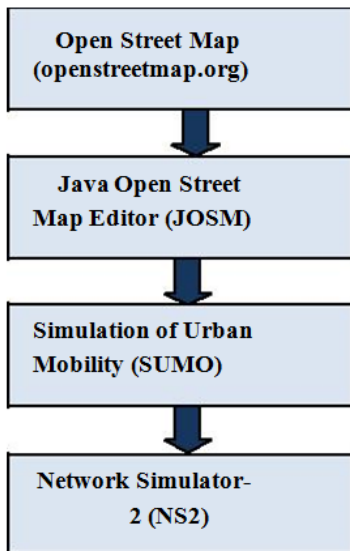 Open Street Map
(openstreetmap.org)
Java Open Street
Map Editor (JOSM)
Simulation of Urban
Mobility (SUMO)
Network Simulator-
2 (NS2)